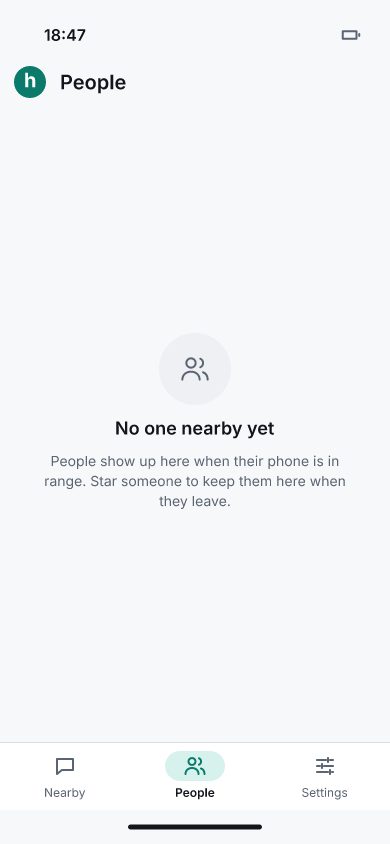 18:47
h People
No one nearby yet
People show up here when their phone is in
range. Star someone to keep them here when
they leave.
Nearby People Settings